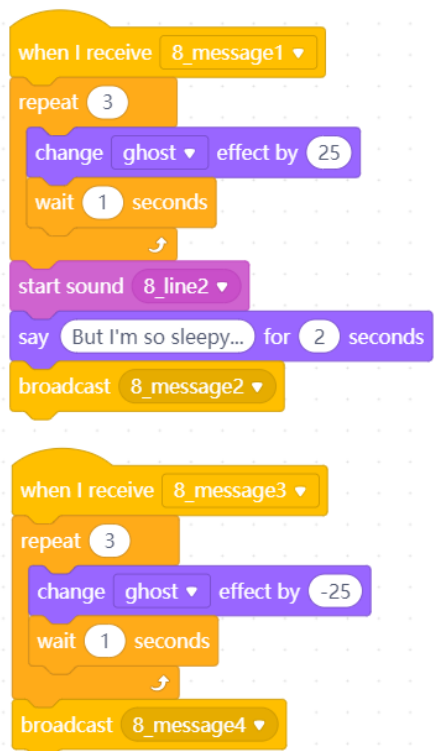 when I receive 8_message1
repeat 3
change ghost effect by 25
wait 1 seconds
start sound 8_line2
say But I'm so sleepy... for 2 seconds
broadcast 8_message2
when I receive 8_message3
repeat 3
change ghost effect by -25
wait 1 seconds
broadcast 8_message4